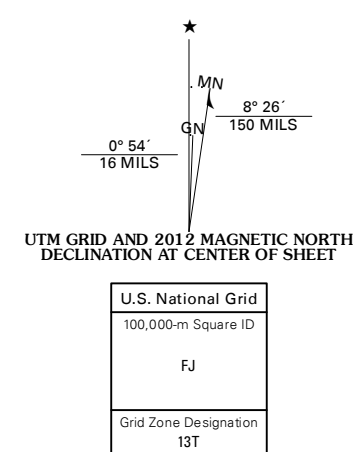 ★
MN
8° 26´
150 MILS
GN
0° 54´
16 MILS
UTM GRID AND 2012 MAGNETIC NORTH
DECLINATION AT CENTER OF SHEET
U.S. National Grid
100,000-m Square ID
FJ
Grid Zone Designation
13T